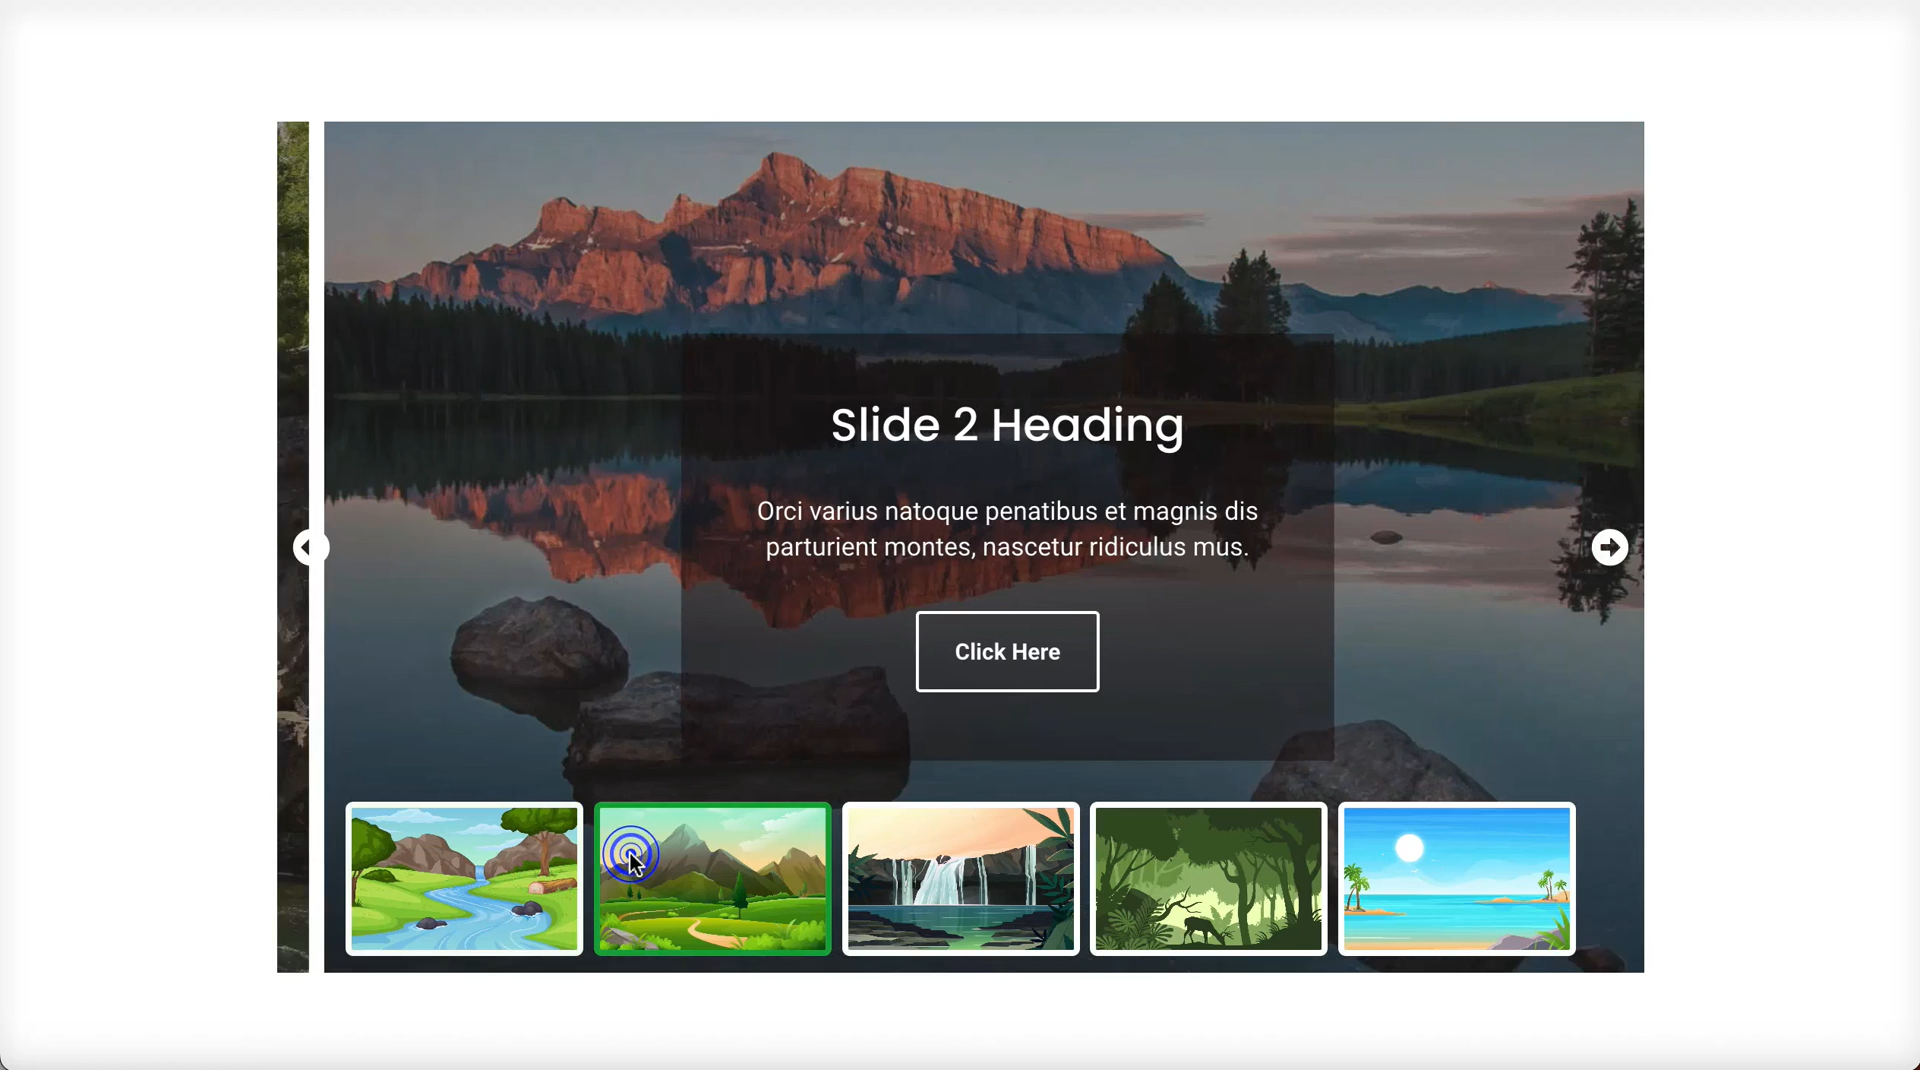 Slide 2 Heading
Orci varius natoque penatibus et magnis dis
parturient montes, nascetur ridiculus mus.
Click Here